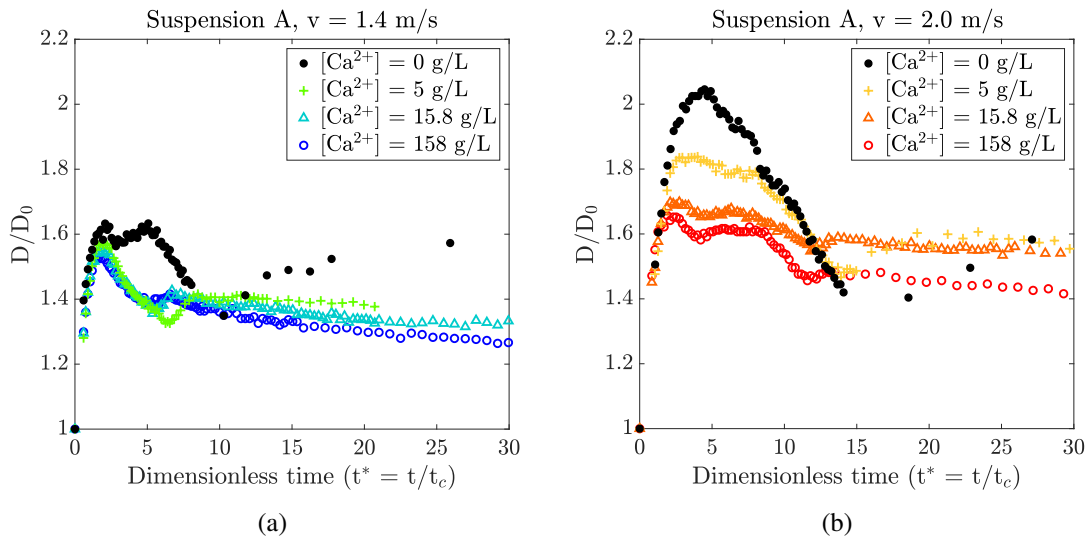 Suspension A, v = 1.4 m/s
2.2
2
1.8
1.6
1.4
1.2
1
D/D₀
[Ca²⁺] = 0 g/L
[Ca²⁺] = 5 g/L
[Ca²⁺] = 15.8 g/L
[Ca²⁺] = 158 g/L
0 5 10 15 20 25 30
Dimensionless time (t* = t/t_c)
(a)
Suspension A, v = 2.0 m/s
2.2
2
1.8
1.6
1.4
1.2
1
D/D₀
[Ca²⁺] = 0 g/L
[Ca²⁺] = 5 g/L
[Ca²⁺] = 15.8 g/L
[Ca²⁺] = 158 g/L
0 5 10 15 20 25 30
Dimensionless time (t* = t/t_c)
(b)